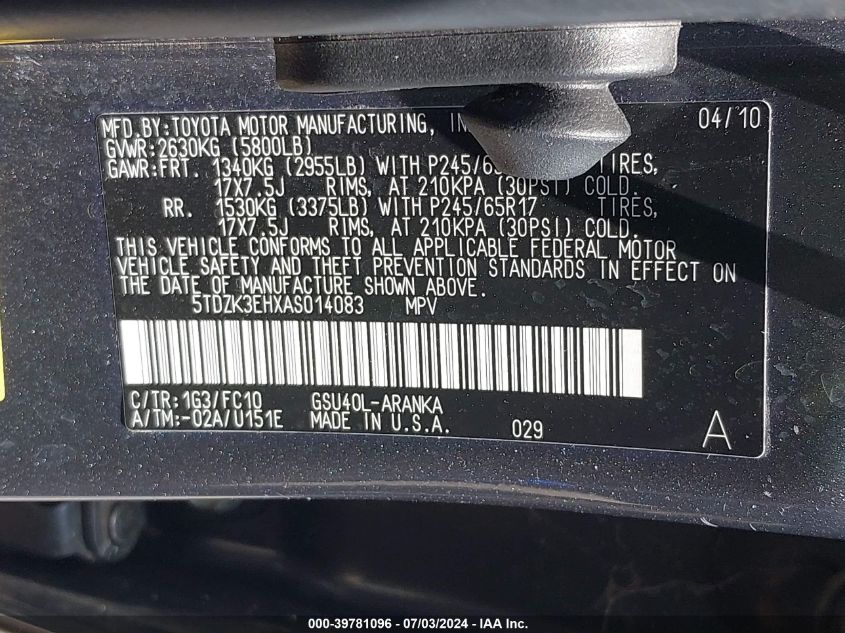 MFD.BY:TOYOTA MOTOR MANUFACTURING, 04/10
GVWR:2630KG (5800LB)
GAWR:FRT. 1340KG (2955LB) WITH TIRES,
17X7.5J RIMS, AT 210KPA (30PSI) COLD.
RR. 1530KG (3375LB) WITH P245/65R17 TIRES,
17X7.5J RIMS, AT 210KPA (30PSI) COLD.
THIS VEHICLE CONFORMS TO ALL APPLICABLE FEDERAL MOTOR
VEHICLE SAFETY AND THEFT PREVENTION STANDARDS IN EFFECT ON
THE DATE OF MANUFACTURE SHOWN ABOVE.
5TDZK3EHXAS014083 MPV
C/TR:1G3/FC10 GSU40L-ARANKA
A/TM:-02A/U151E MADE IN U.S.A. 029 A
000-39781096 - 07/03/2024 - IAA Inc.